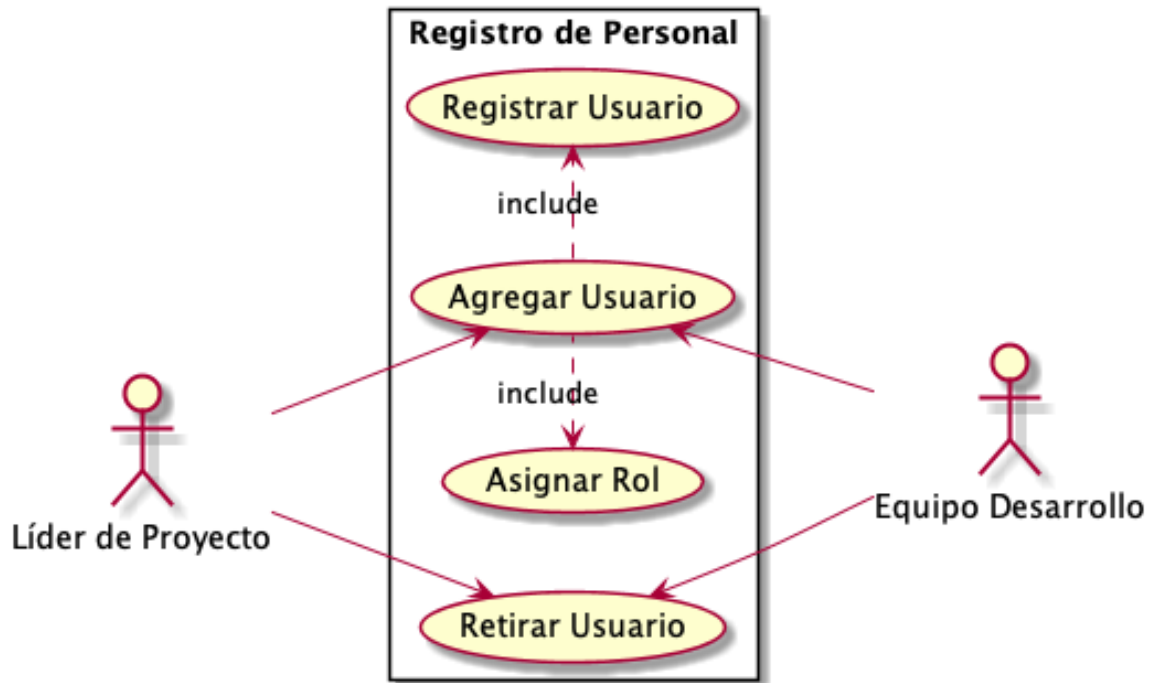 Registro de Personal
Registrar Usuario
include
Agregar Usuario
include
Asignar Rol
Líder de Proyecto
Equipo Desarrollo
Retirar Usuario